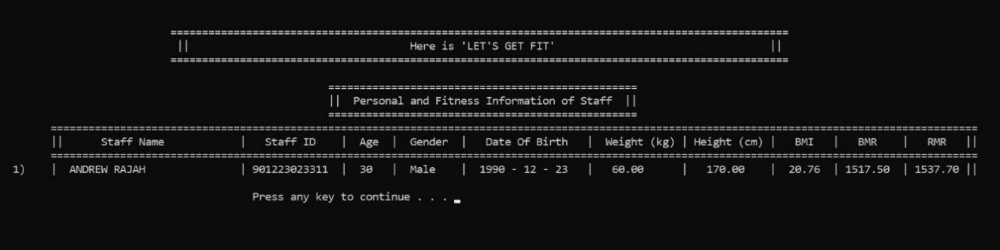 ===================================================================================================
|| Here is 'LET'S GET FIT' ||
===================================================================================================
=================================================
|| Personal and Fitness Information of Staff ||
=================================================
====================================================================================================================================================
|| Staff Name | Staff ID | Age | Gender | Date Of Birth | Weight (kg) | Height (cm) | BMI | BMR | RMR ||
====================================================================================================================================================
1) | ANDREW RAJAH | 901223023311 | 30 | Male | 1990 - 12 - 23 | 60.00 | 170.00 | 20.76 | 1517.50 | 1537.70 ||
Press any key to continue . . .